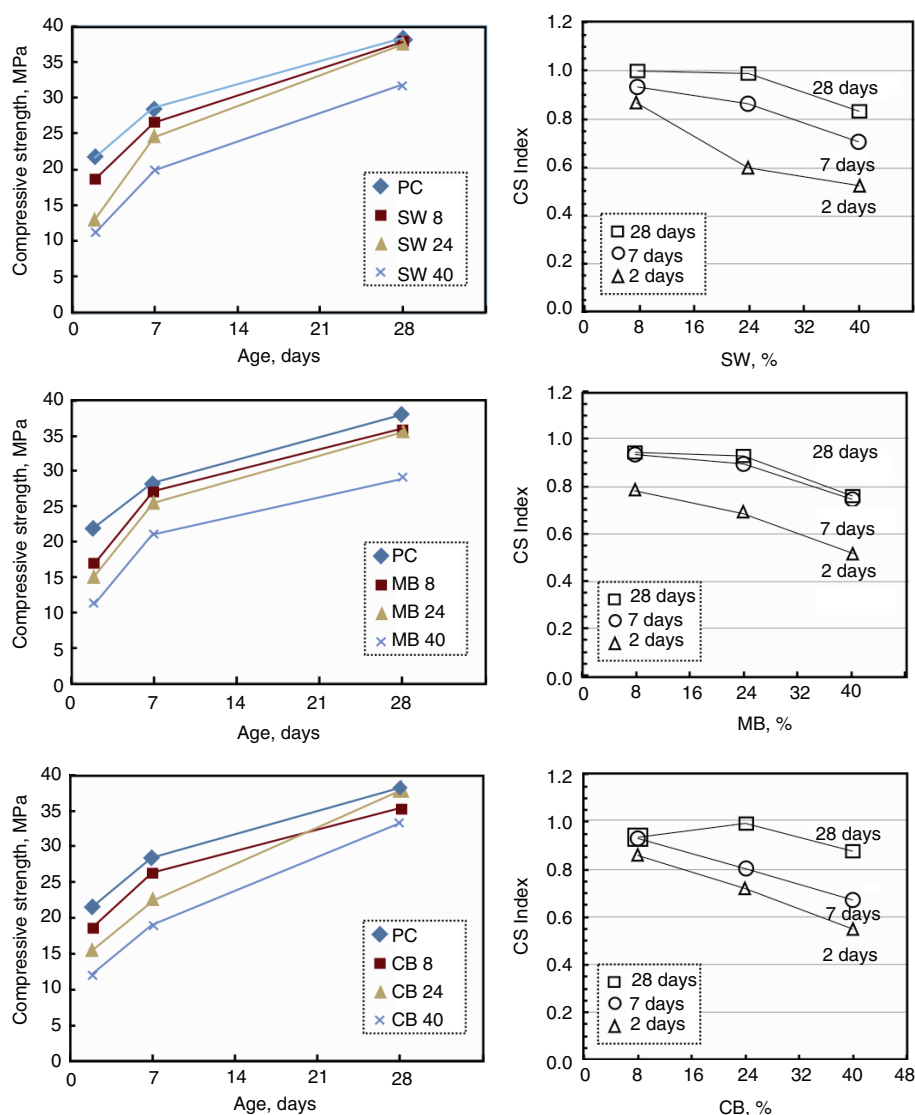 Compressive strength, MPa
40
35
30
25
20
15
10
5
0
PC
SW 8
SW 24
SW 40
0 7 14 21 28
Age, days
CS Index
1.2
1.0
0.8
0.6
0.4
0.2
0.0
28 days
7 days
2 days
28 days
7 days
2 days
0 8 16 24 32 40
SW, %
Compressive strength, MPa
40
35
30
25
20
15
10
5
0
PC
MB 8
MB 24
MB 40
0 7 14 21 28
Age, days
CS Index
1.2
1.0
0.8
0.6
0.4
0.2
0.0
28 days
7 days
2 days
28 days
7 days
2 days
0 8 16 24 32 40
MB, %
Compressive strength, MPa
40
35
30
25
20
15
10
5
0
PC
CB 8
CB 24
CB 40
0 7 14 21 28
Age, days
CS Index
1.2
1.0
0.8
0.6
0.4
0.2
0.0
28 days
7 days
2 days
28 days
7 days
2 days
0 8 16 24 32 40 48
CB, %